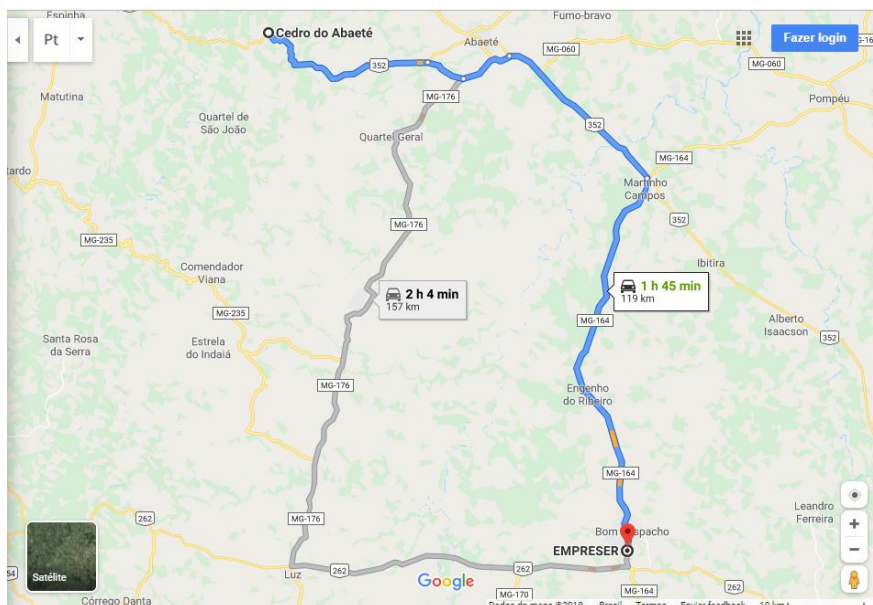 Espinha
Fumo-bravo
Pt
Cedro do Abaeté
Fazer login
Abaeté
MG-060
352
MG-060
Matutina
MG-176
Pompéu
Quartel de
São João
Quartel Geral
352
MG-164
Martinho
Campos
352
MG-176
MG-235
Ibitira
Comendador
Viana
2 h 4 min
157 km
1 h 45 min
119 km
MG-235
MG-164
Alberto
Isaacson
352
Santa Rosa
da Serra
Estrela
do Indaiá
MG-176
Engenho
do Ribeiro
MG-164
Leandro
Ferreira
262
MG-176
EMPRESER
Satélite
Luz
262
Google
262
MG-170
MG-164
262
Córrego Danta